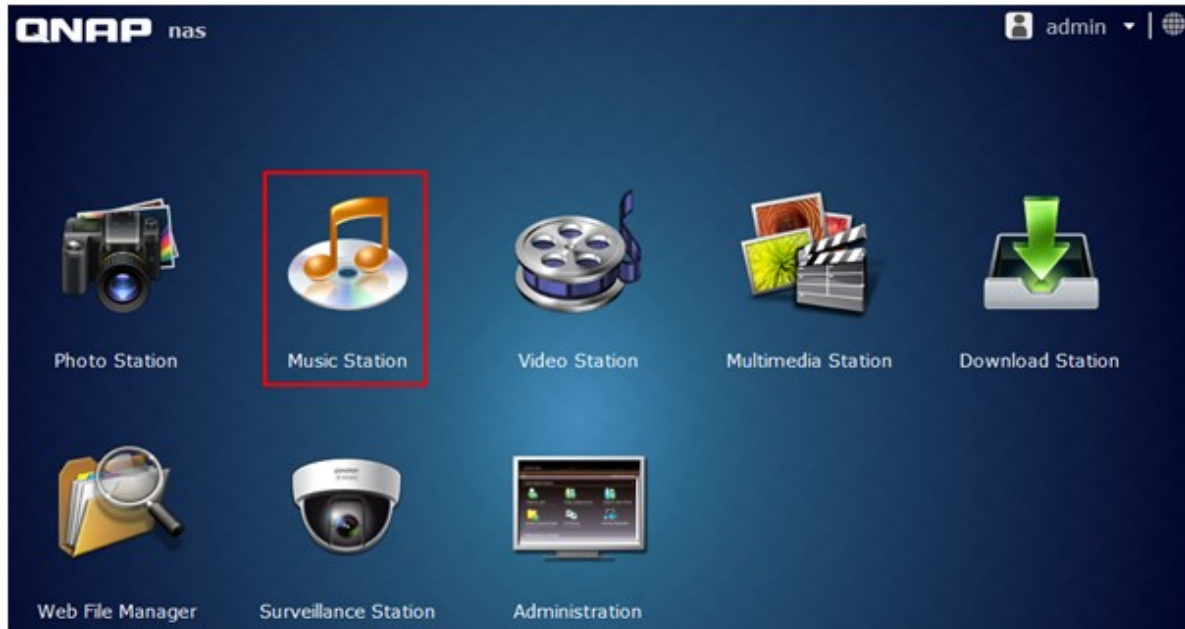 QNAP nas
admin
Photo Station
Music Station
Video Station
Multimedia Station
Download Station
Web File Manager
Surveillance Station
Administration